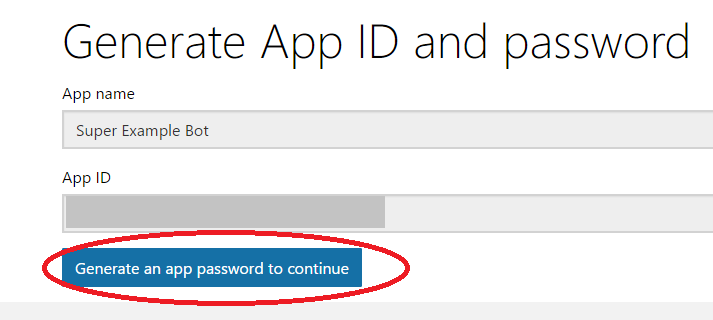 Generate App ID and password
App name
Super Example Bot
App ID
Generate an app password to continue